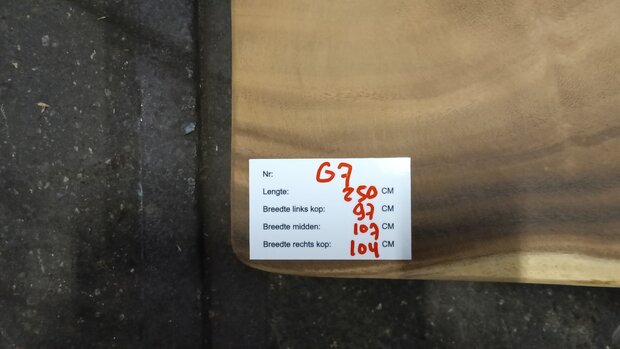 Nr: G7
Lengte: 250 CM
Breedte links kop: 97 CM
Breedte midden: 107 CM
Breedte rechts kop: 104 CM